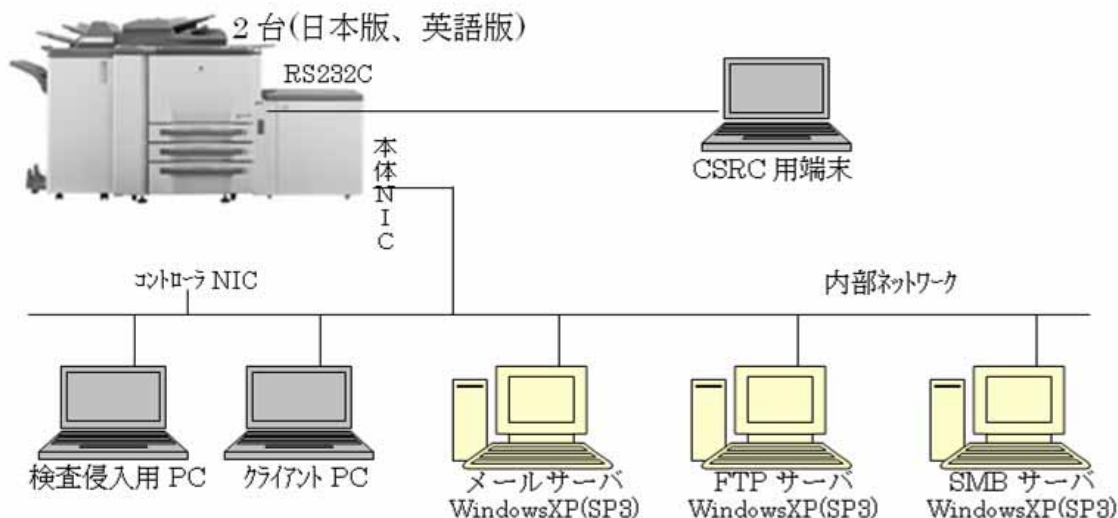 2台(日本版、英語版)
RS232C
CSRC 用端末
本体NIC
コントローラ NIC
内部ネットワーク
検査侵入用 PC
クライアント PC
メールサーバ
WindowsXP(SP3)
FTP サーバ
WindowsXP(SP3)
SMB サーバ
WindowsXP(SP3)